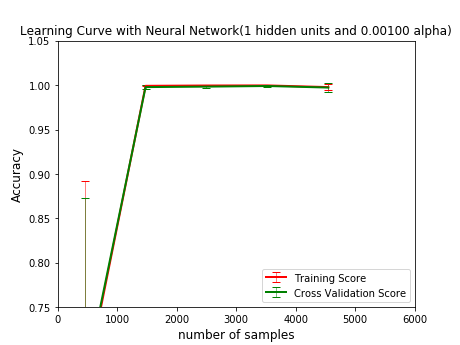 Learning Curve with Neural Network(1 hidden units and 0.00100 alpha)
1.05
1.00
0.95
0.90
0.85
0.80
0.75
Accuracy
Training Score
Cross Validation Score
0 1000 2000 3000 4000 5000 6000
number of samples